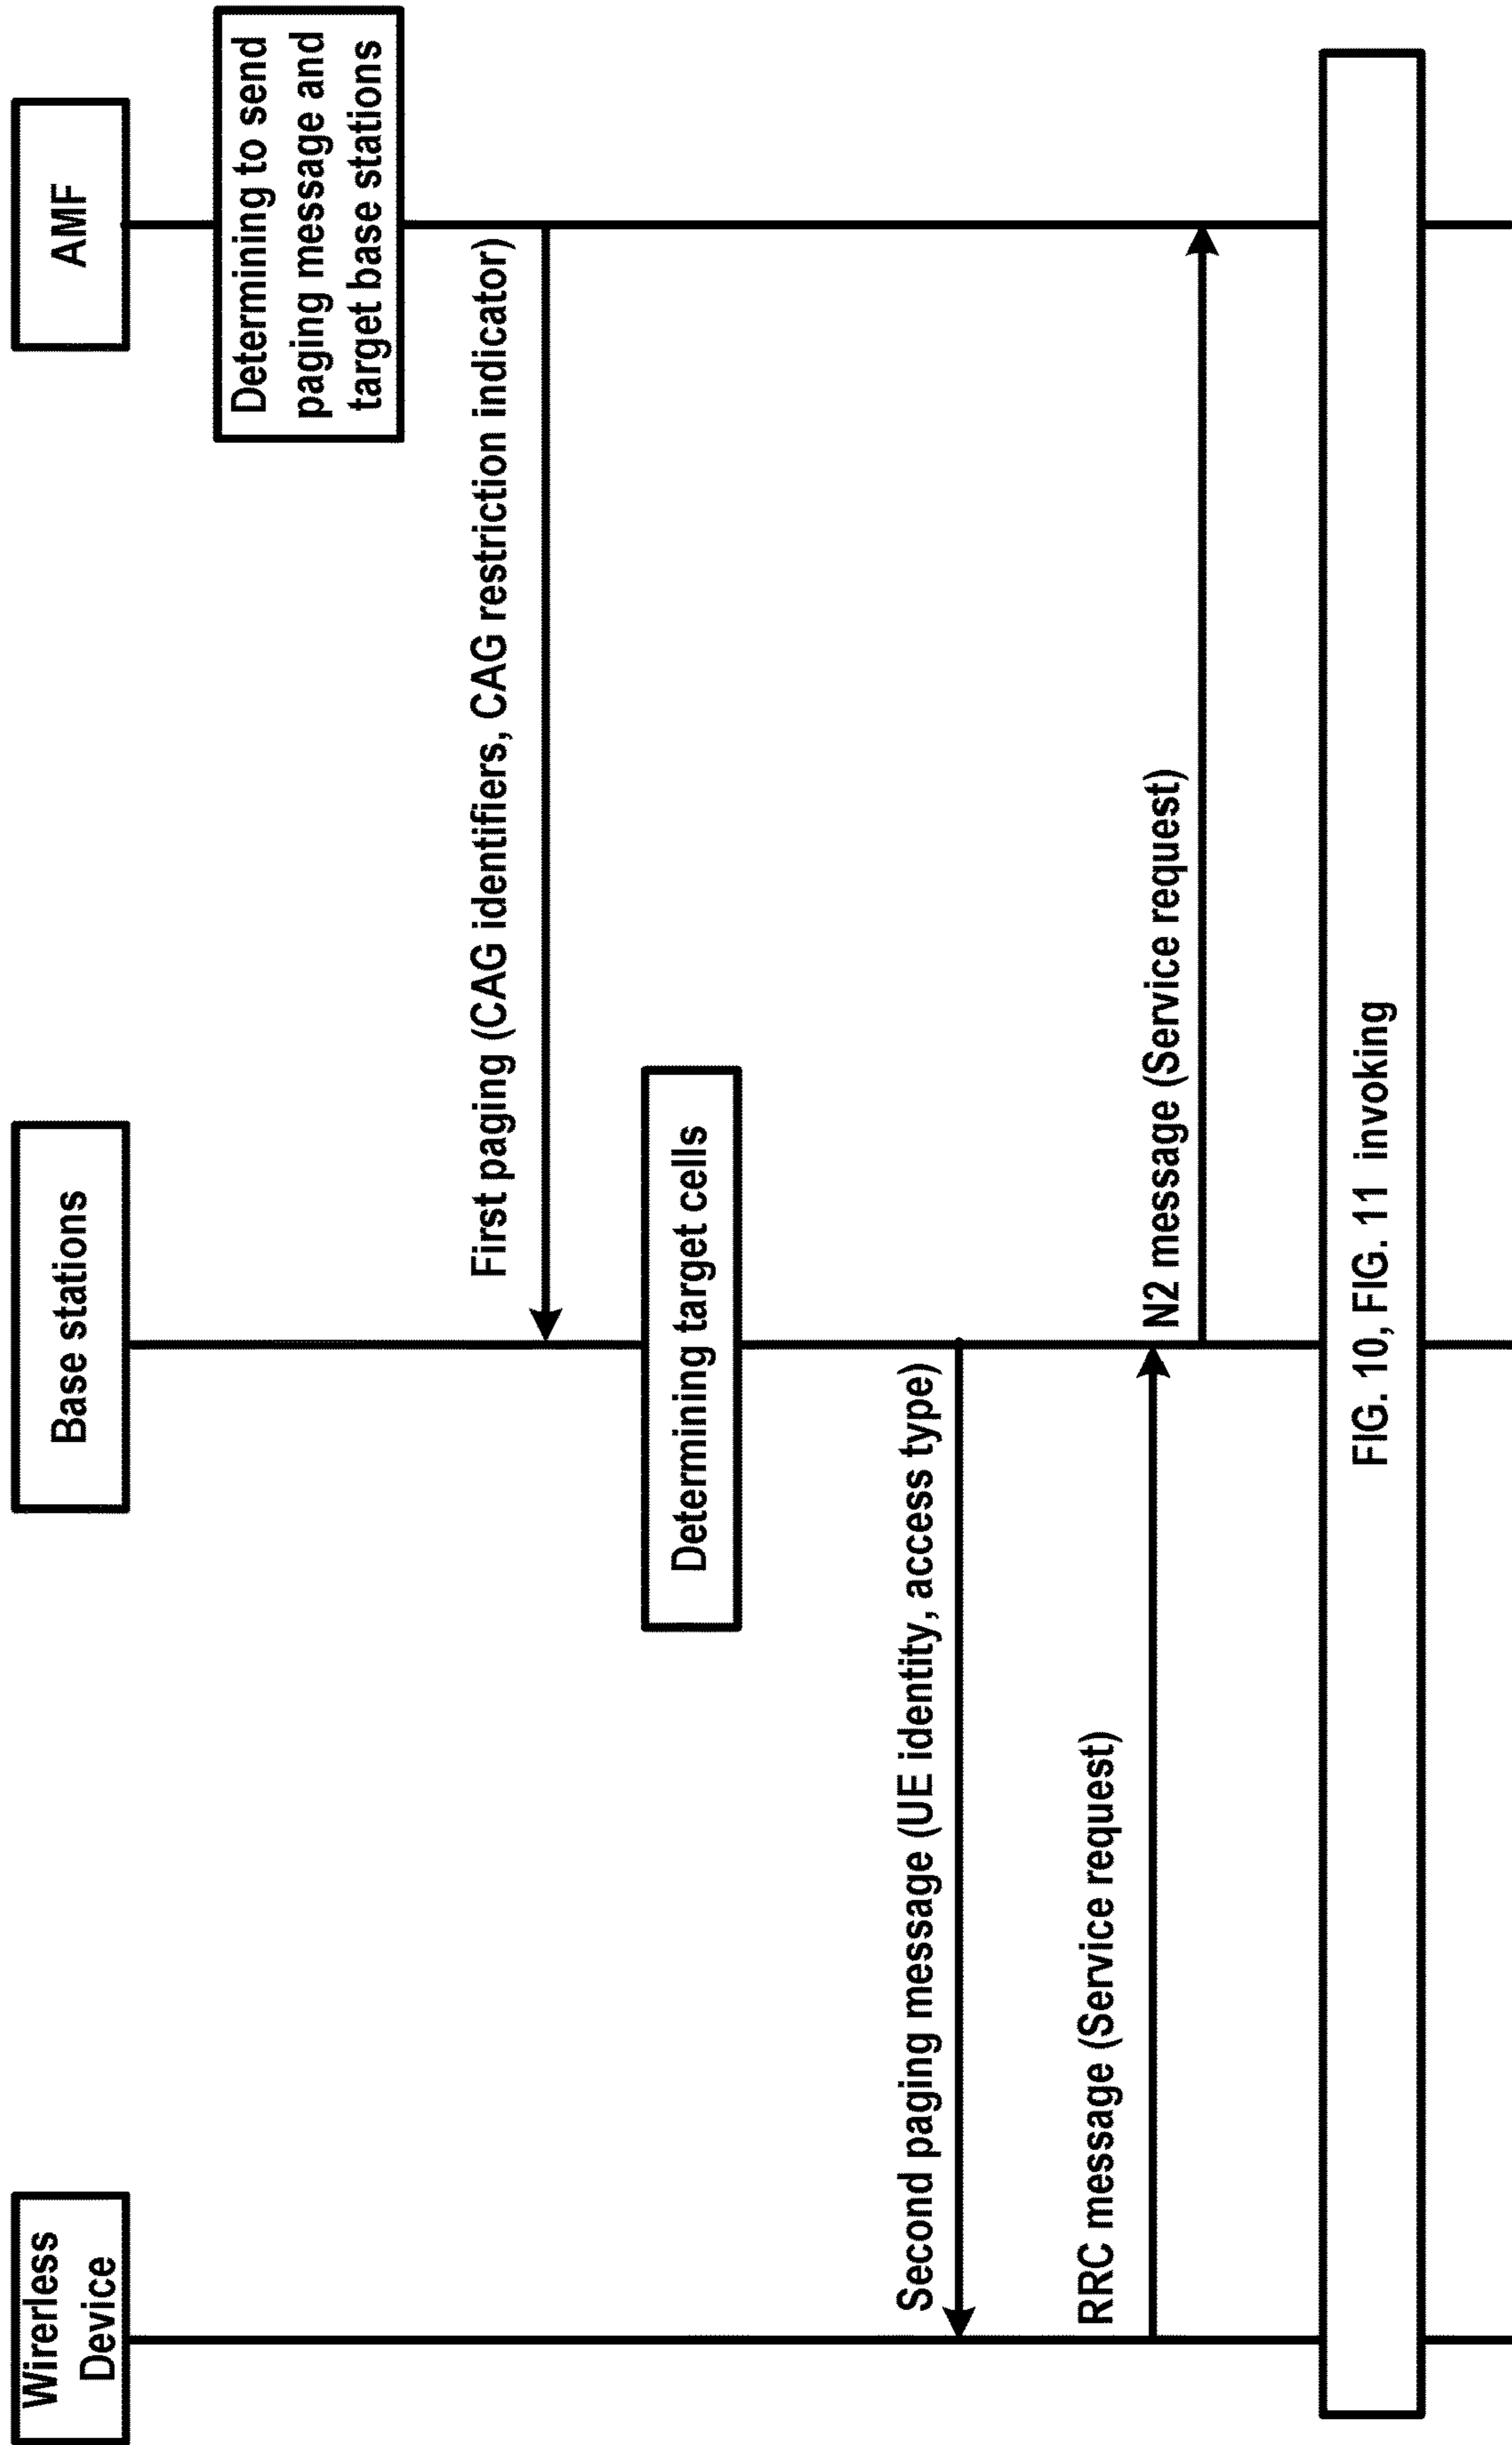 Wirerless
Device
Base stations
AMF
Determining to send
paging message and
target base stations
First paging (CAG identifiers, CAG restriction indicator)
Determining target cells
Second paging message (UE identity, access type)
RRC message (Service request)
N2 message (Service request)
FIG. 10, FIG. 11 invoking